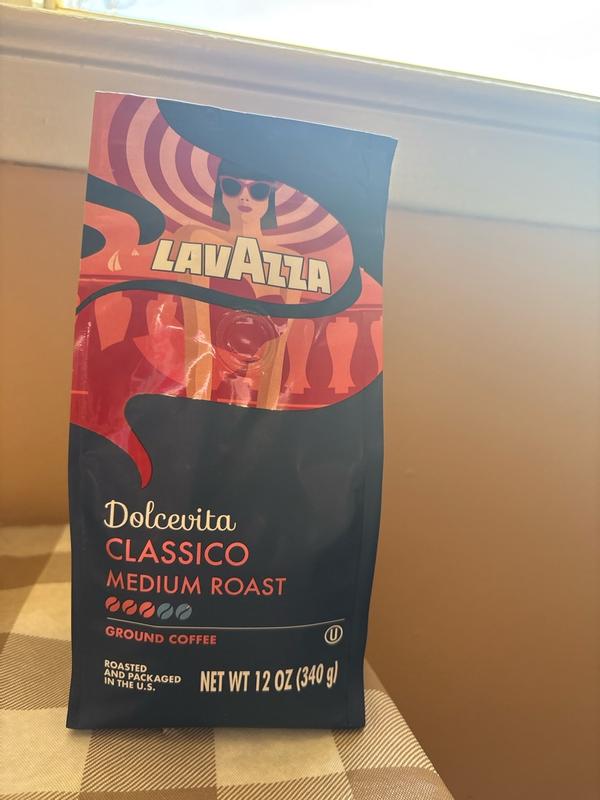 LAVAZZA
Dolcevita
CLASSICO
MEDIUM ROAST
GROUND COFFEE
U
ROASTED
AND PACKAGED
IN THE U.S.
NET WT 12 OZ (340 g)